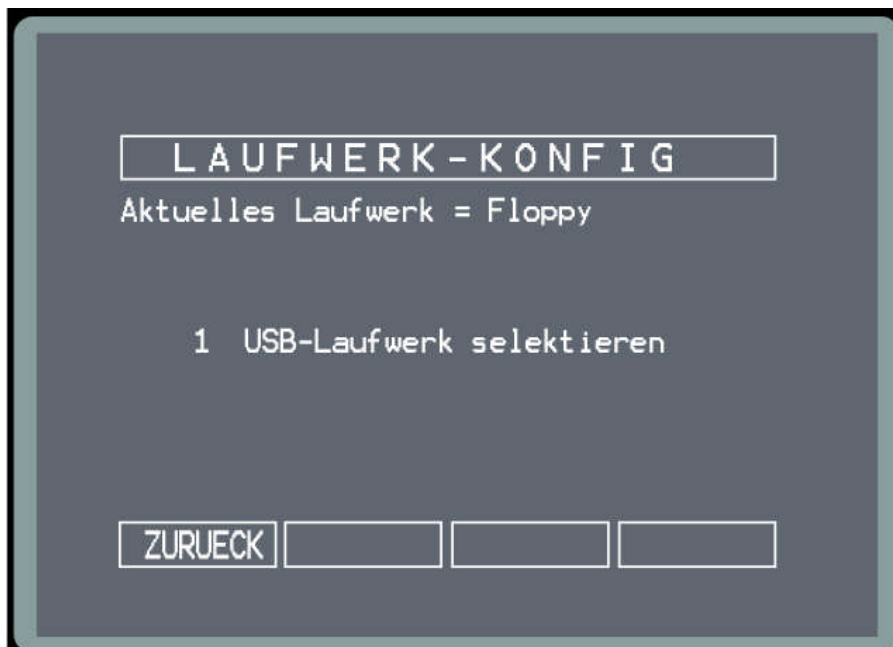 LAUFWERK-KONFIG
Aktuelles Laufwerk = Floppy
1 USB-Laufwerk selektieren
ZURUECK